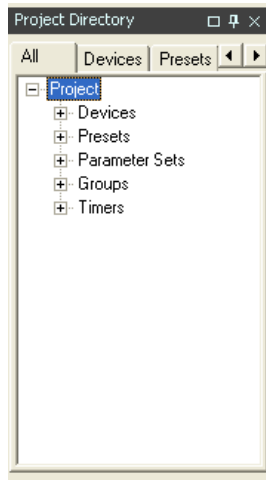 Project Directory
All Devices Presets
Project
Devices
Presets
Parameter Sets
Groups
Timers